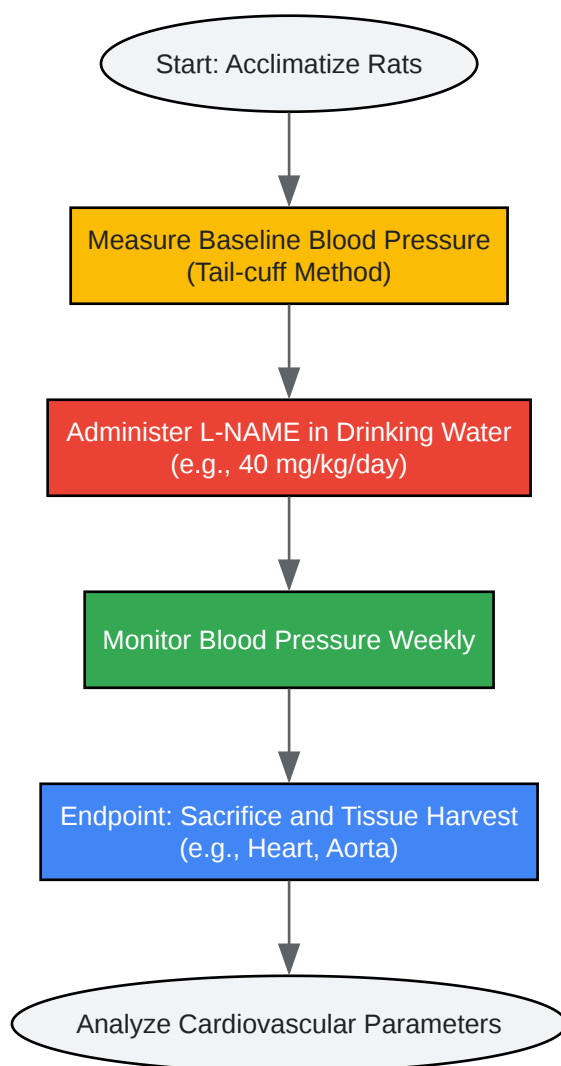 Start: Acclimatize Rats
Measure Baseline Blood Pressure
(Tail-cuff Method)
Administer L-NAME in Drinking Water
(e.g., 40 mg/kg/day)
Monitor Blood Pressure Weekly
Endpoint: Sacrifice and Tissue Harvest
(e.g., Heart, Aorta)
Analyze Cardiovascular Parameters